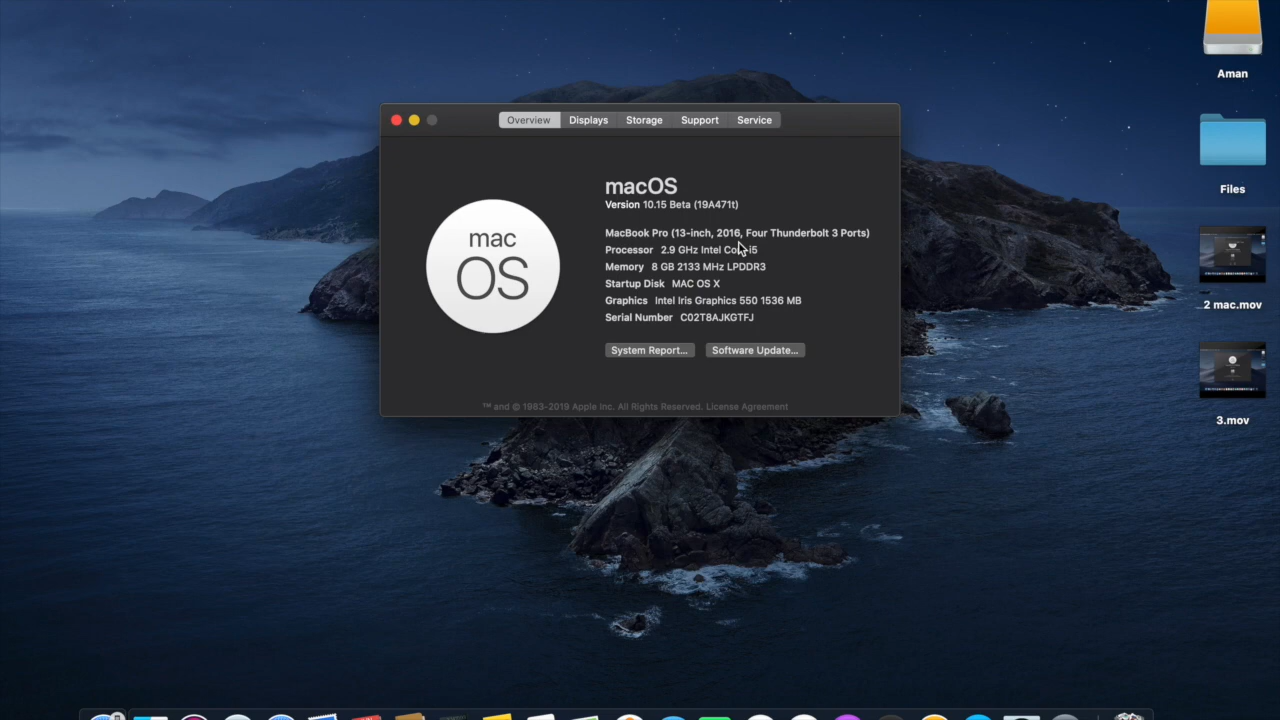 Overview Displays Storage Support Service
mac
OS
macOS
Version 10.15 Beta (19A471t)
MacBook Pro (13-inch, 2016, Four Thunderbolt 3 Ports)
Processor 2.9 GHz Intel Core i5
Memory 8 GB 2133 MHz LPDDR3
Startup Disk MAC OS X
Graphics Intel Iris Graphics 550 1536 MB
Serial Number C02T8AJKGTFJ
System Report... Software Update...
™ and © 1983-2019 Apple Inc. All Rights Reserved. License Agreement
Aman
Files
2 mac.mov
3.mov